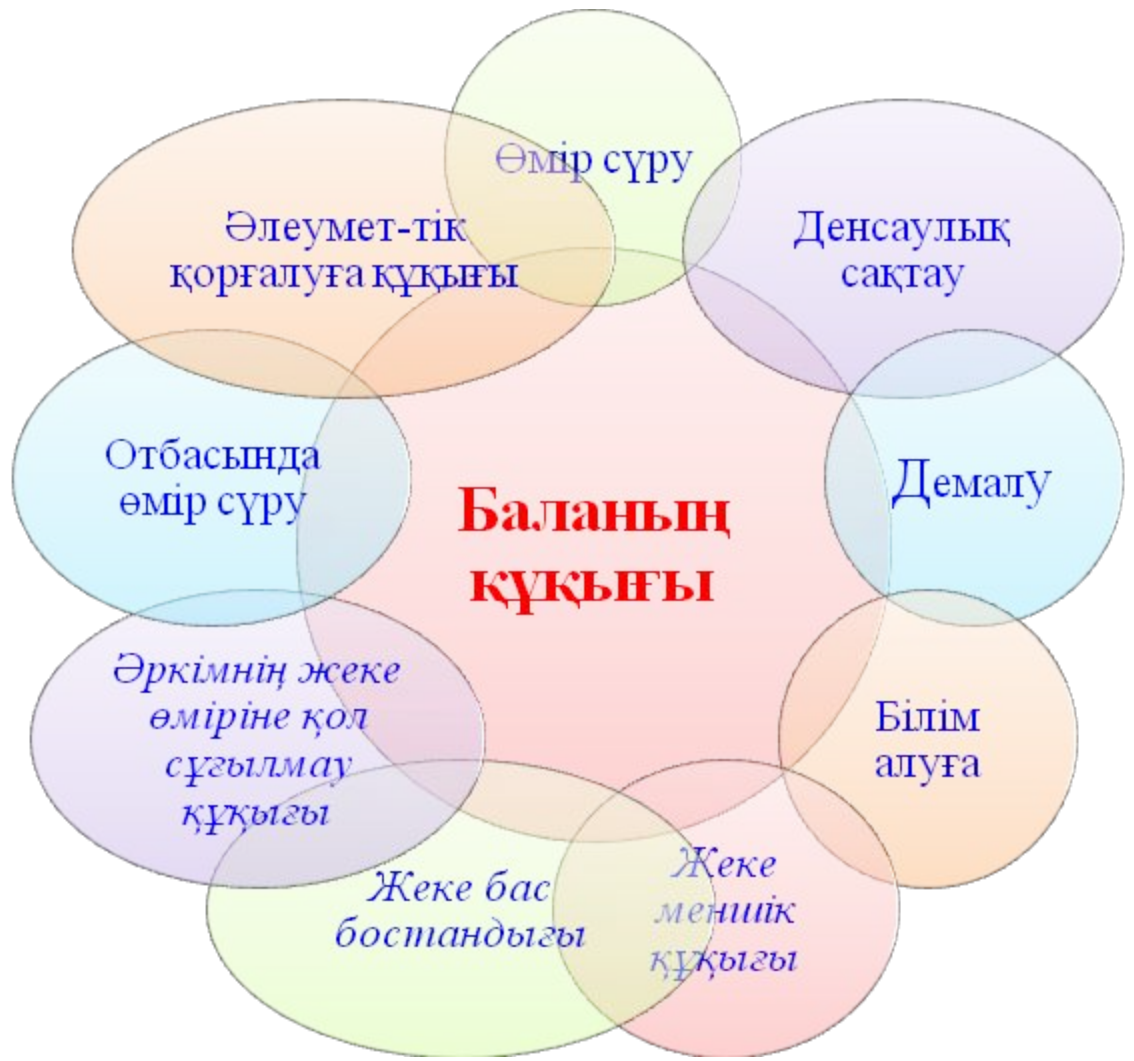 Өмір сүру
Денсаулық
сақтау
Демалу
Білім
алуға
Жеке
меншік
құқығы
Жеке бас
бостандығы
Әркімнің жеке
өміріне қол
сұғылмау
құқығы
Отбасында
өмір сүру
Әлеумет-тік
қорғалуға құқығы
Баланың
құқығы